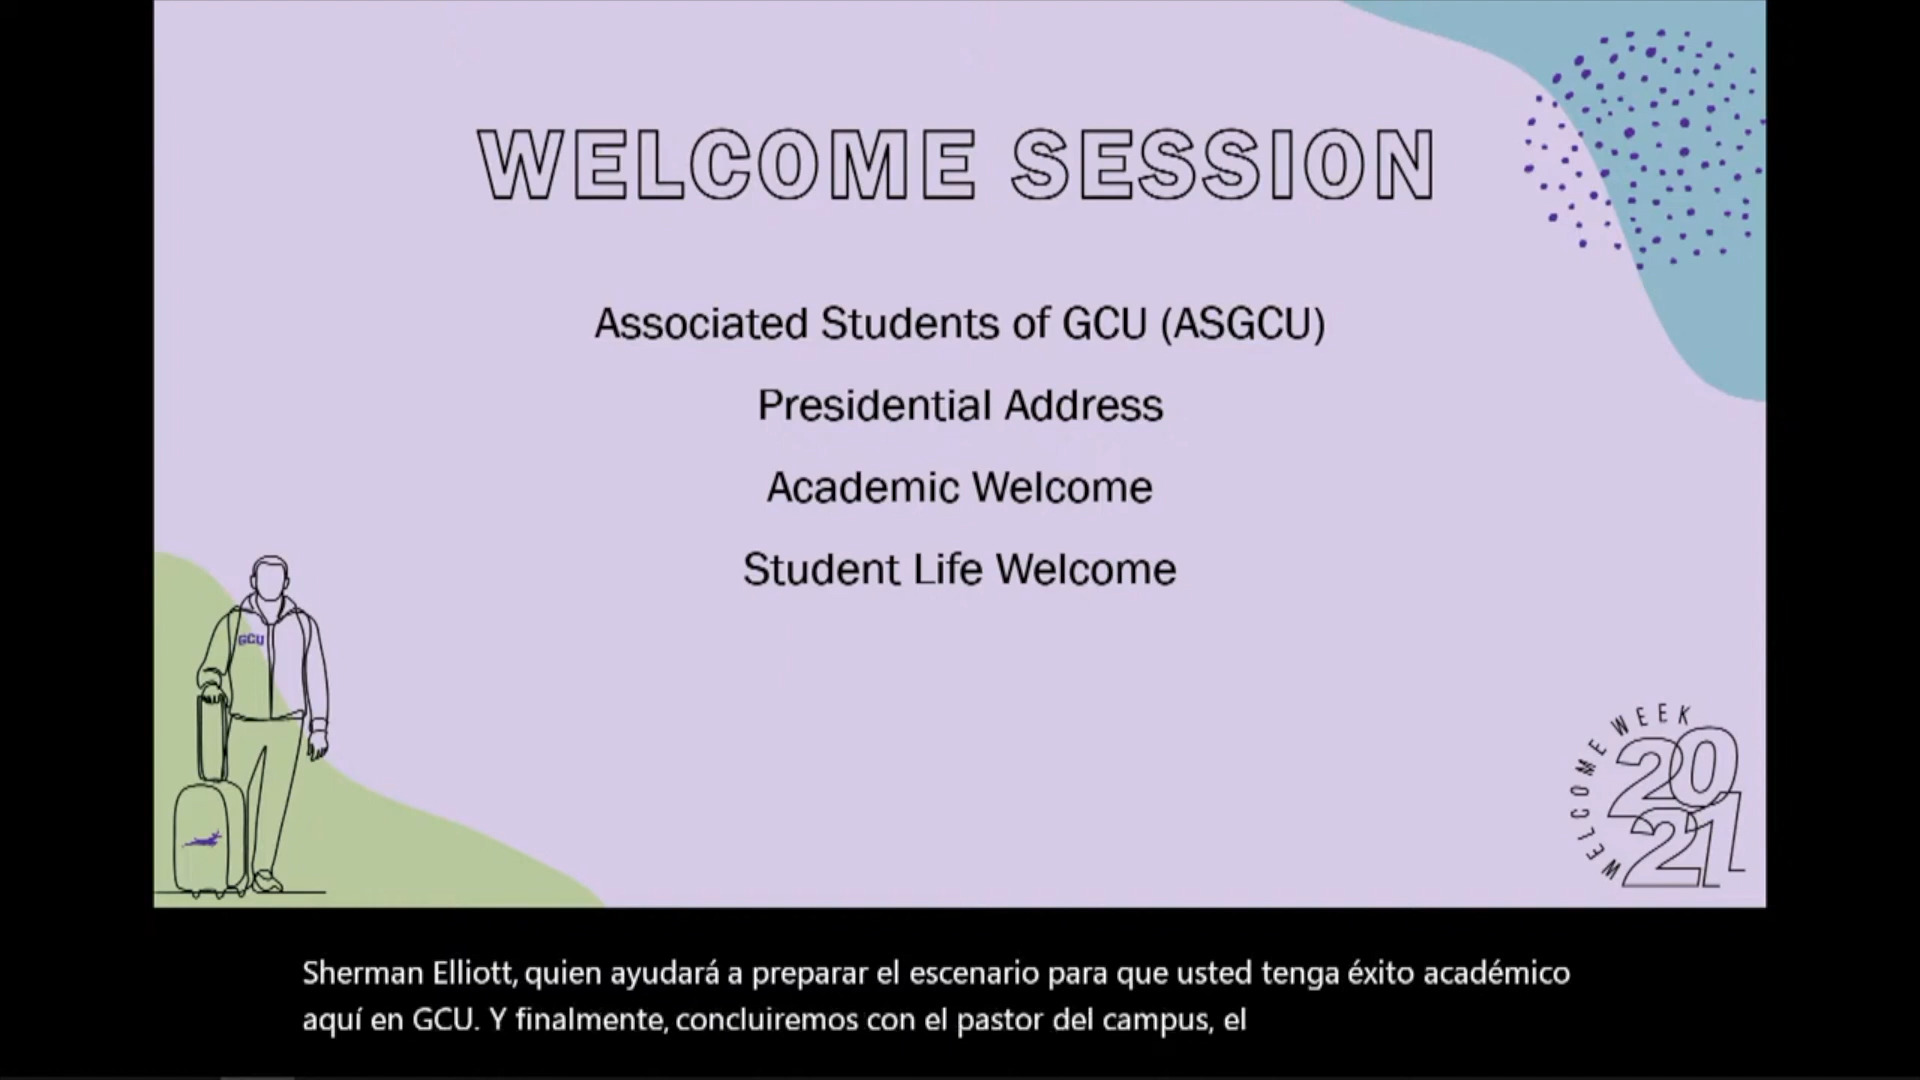 WELCOME SESSION
Associated Students of GCU (ASGCU)
Presidential Address
Academic Welcome
Student Life Welcome
GCU
WELCOME WEEK
20
21
Sherman Elliott, quien ayudará a preparar el escenario para que usted tenga éxito académico
aquí en GCU. Y finalmente, concluiremos con el pastor del campus, el